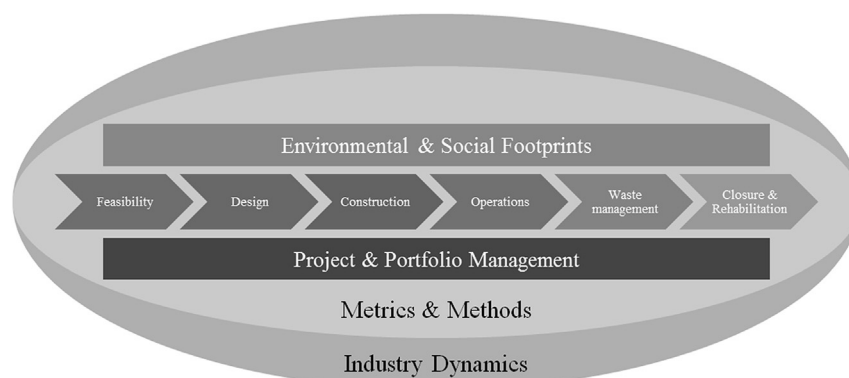 Environmental & Social Footprints
Feasibility
Design
Construction
Operations
Waste
management
Closure &
Rehabilitation
Project & Portfolio Management
Metrics & Methods
Industry Dynamics